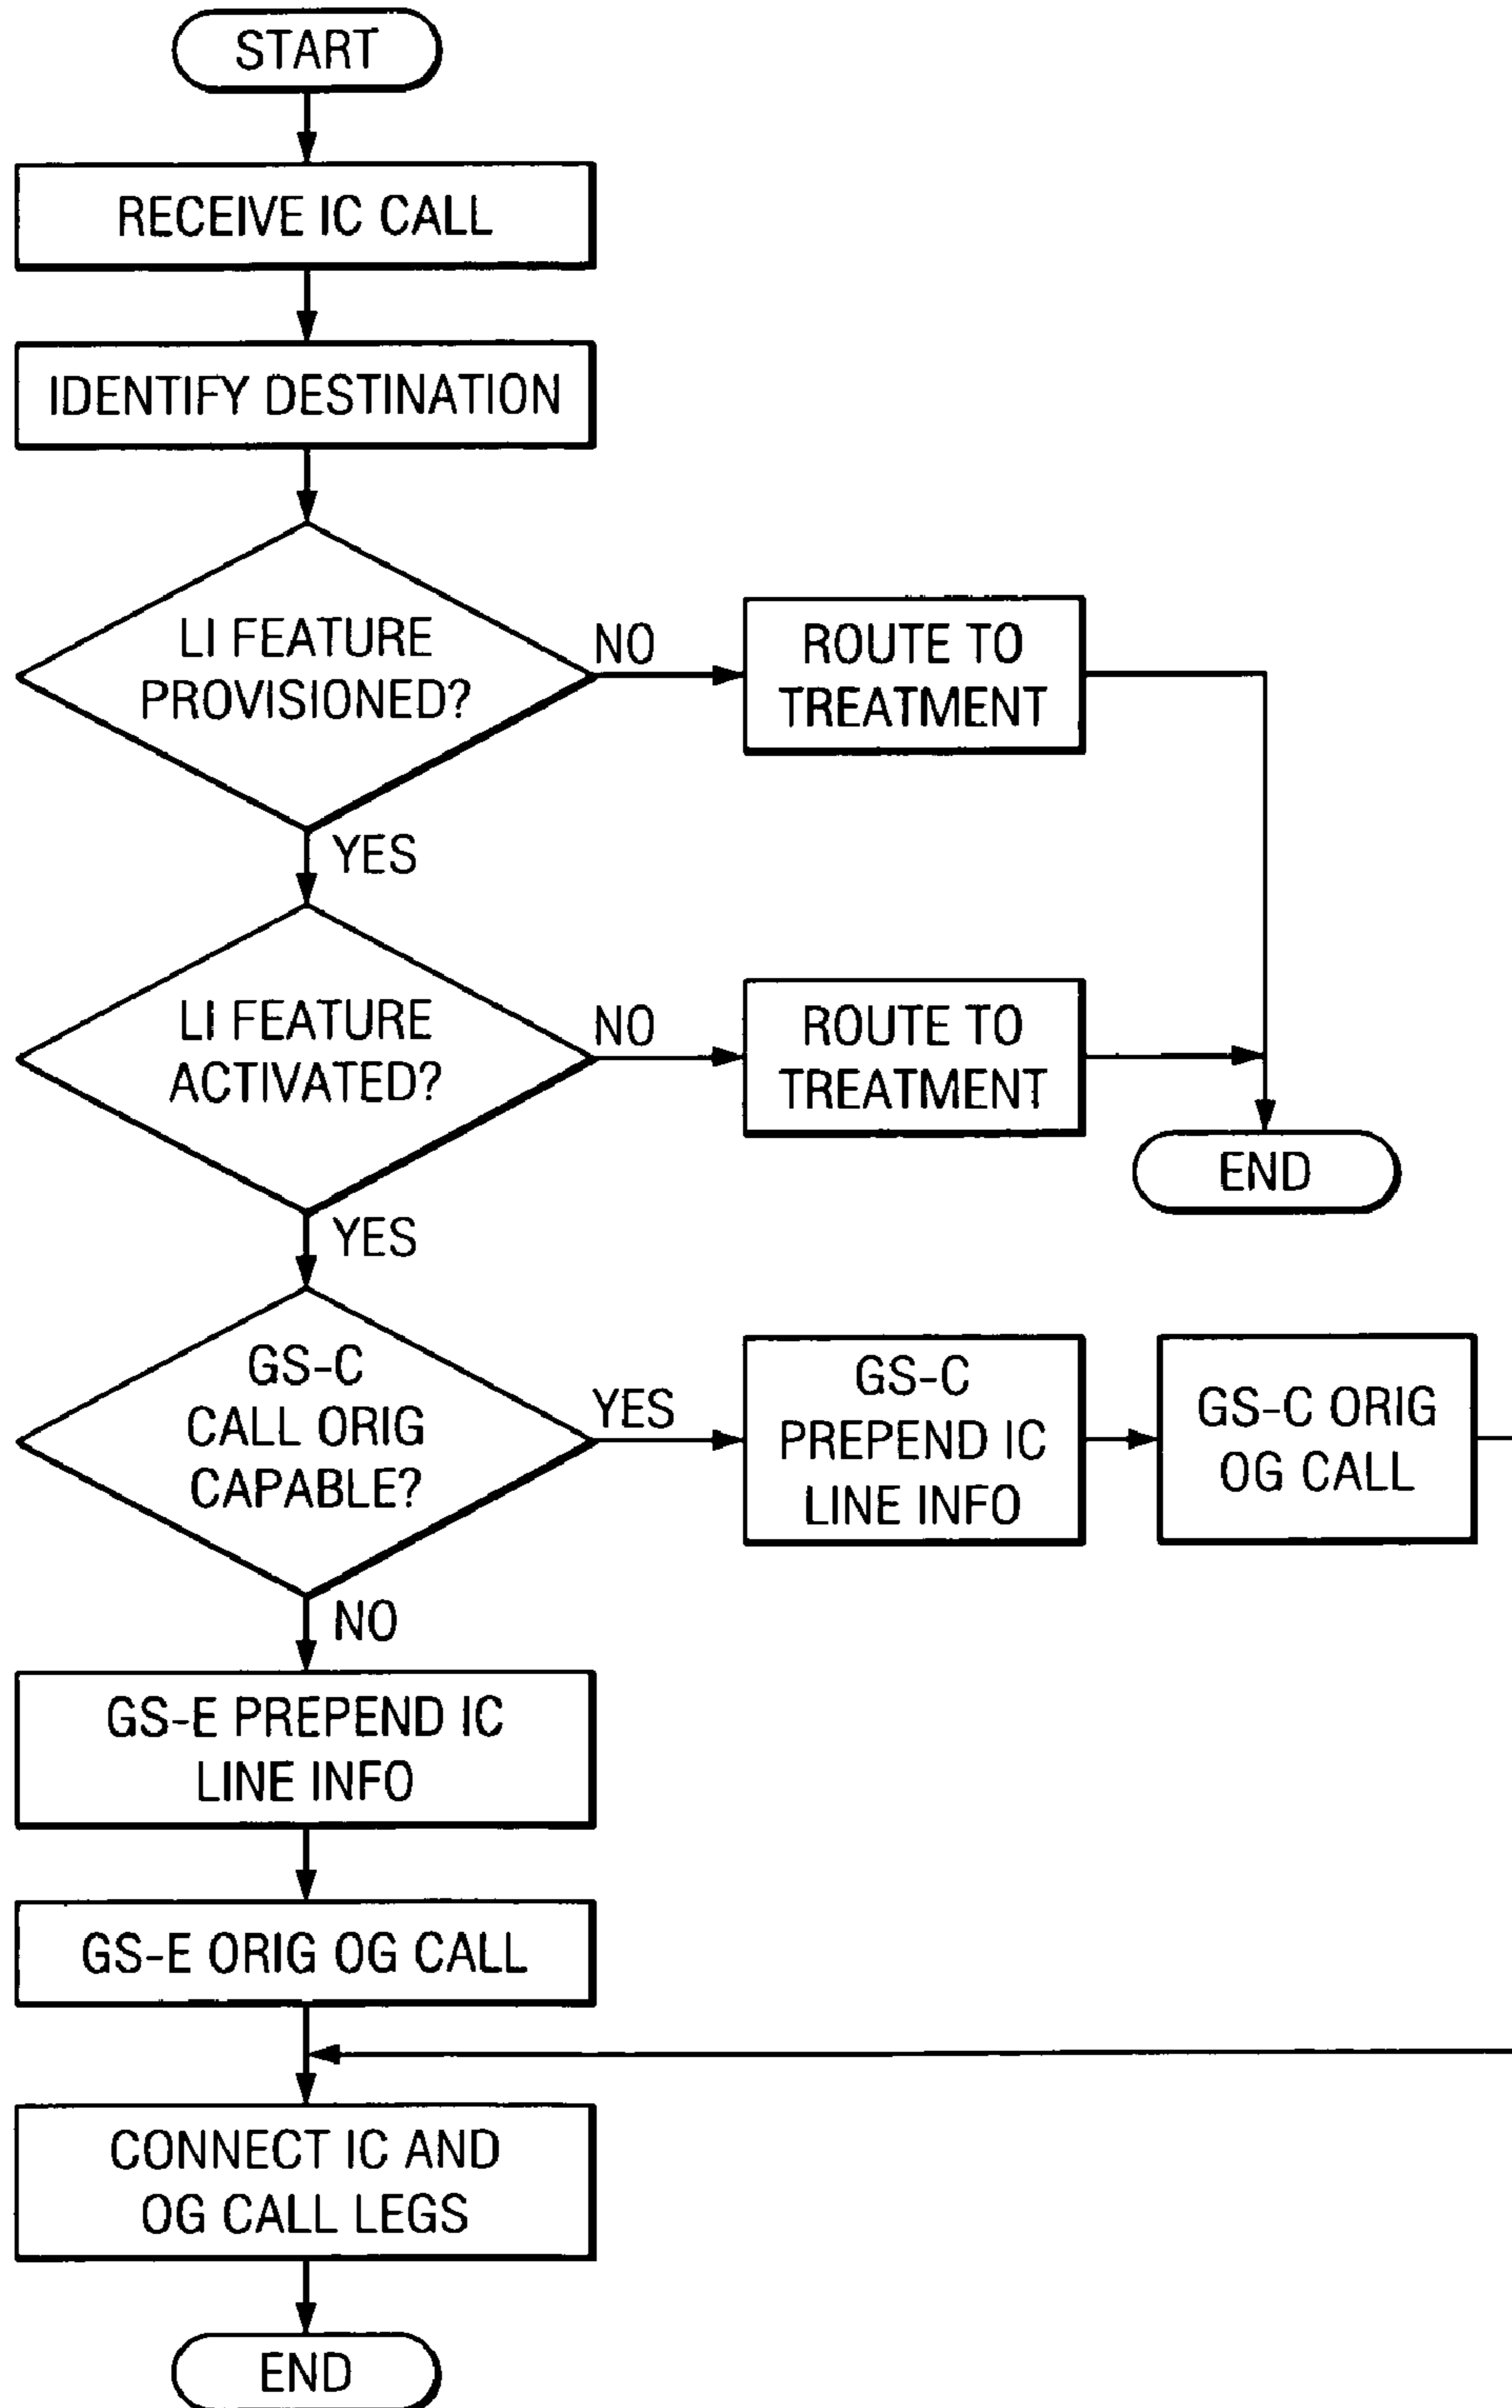 START
RECEIVE IC CALL
IDENTIFY DESTINATION
LI FEATURE
PROVISIONED?
NO
ROUTE TO
TREATMENT
YES
LI FEATURE
ACTIVATED?
NO
ROUTE TO
TREATMENT
END
YES
GS-C
CALL ORIG
CAPABLE?
YES
GS-C
PREPEND IC
LINE INFO
GS-C ORIG
OG CALL
NO
GS-E PREPEND IC
LINE INFO
GS-E ORIG OG CALL
CONNECT IC AND
OG CALL LEGS
END